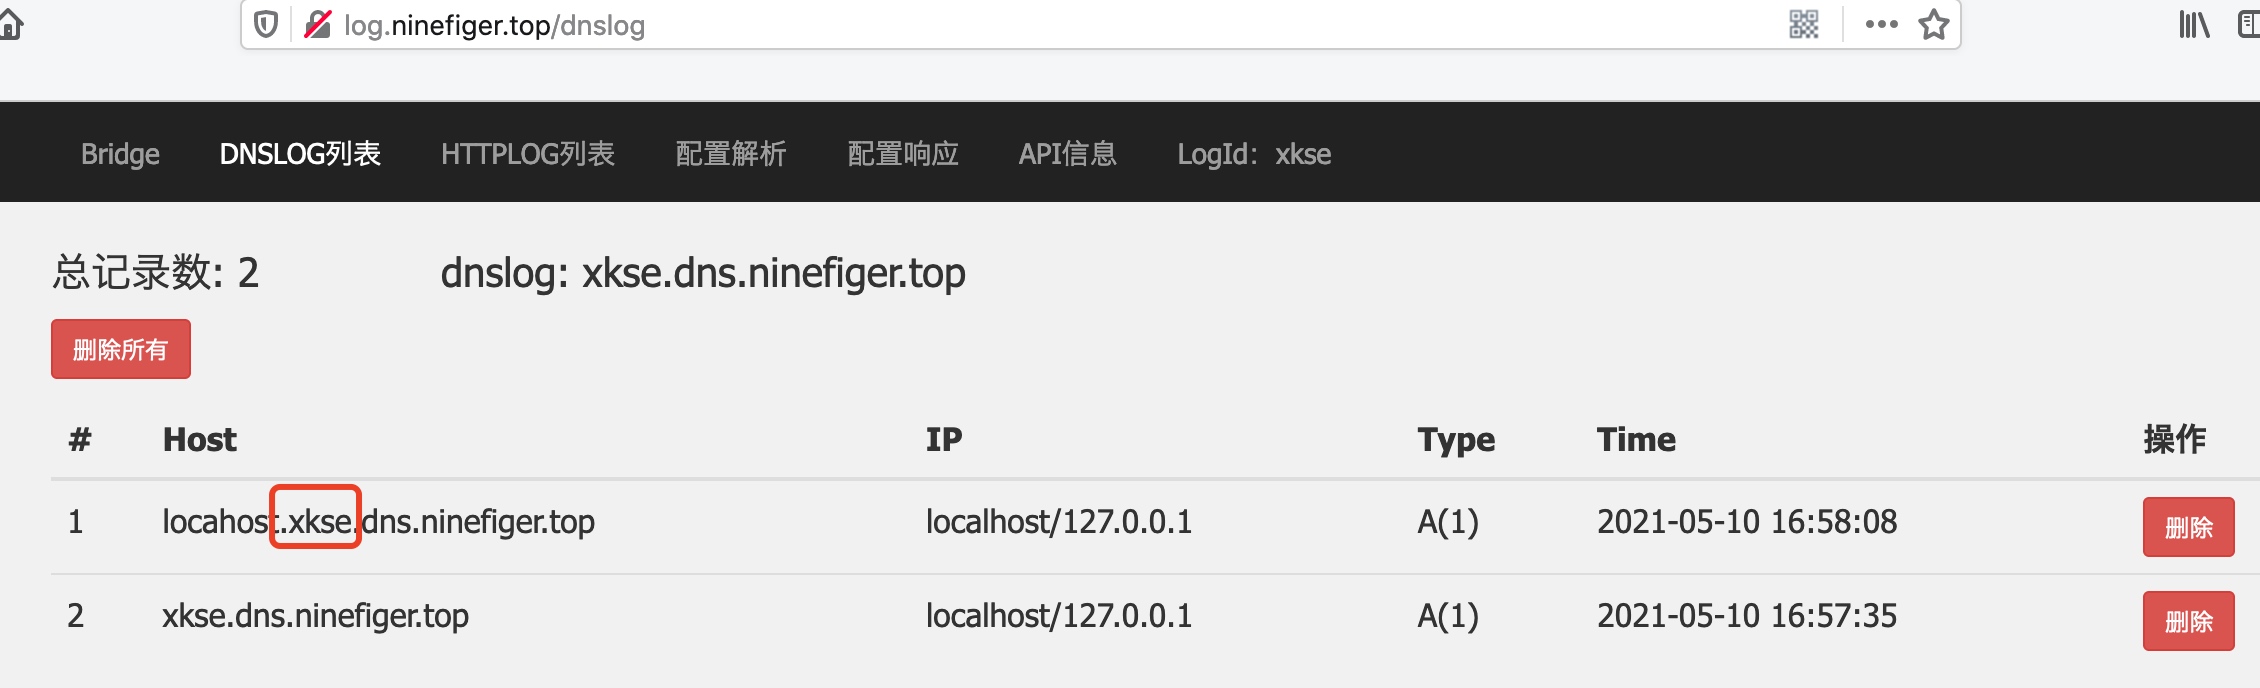 log.ninefiger.top/dnslog
Bridge DNSLOG列表 HTTPLOG列表 配置解析 配置响应 API信息 LogId：xkse
总记录数: 2 dnslog: xkse.dns.ninefiger.top
删除所有
# Host IP Type Time 操作
1 locahost.xkse.dns.ninefiger.top localhost/127.0.0.1 A(1) 2021-05-10 16:58:08 删除
2 xkse.dns.ninefiger.top localhost/127.0.0.1 A(1) 2021-05-10 16:57:35 删除